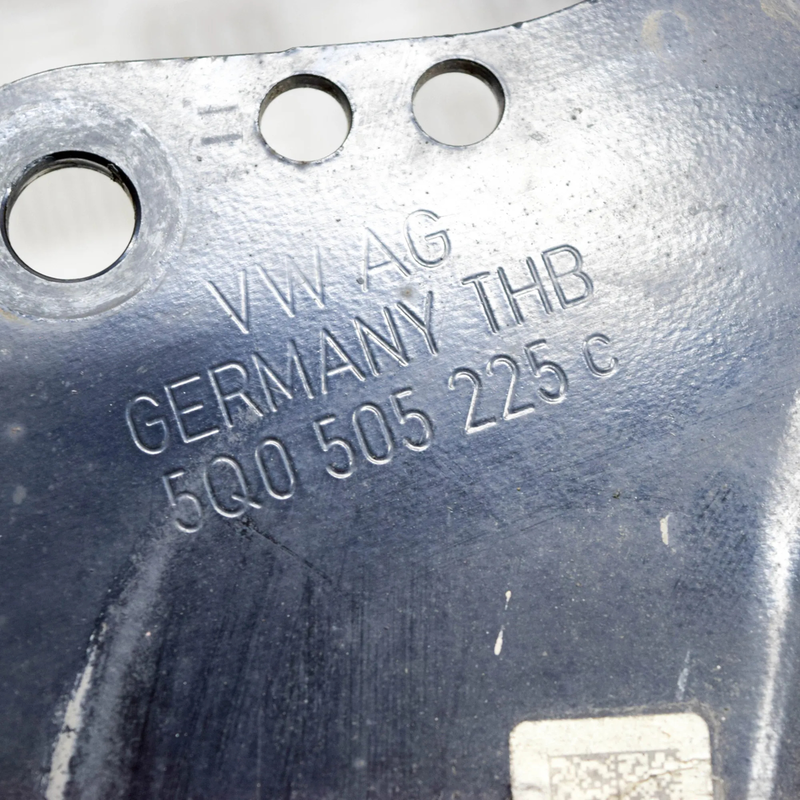 VW AG
GERMANY THB
5Q0 505 225 C